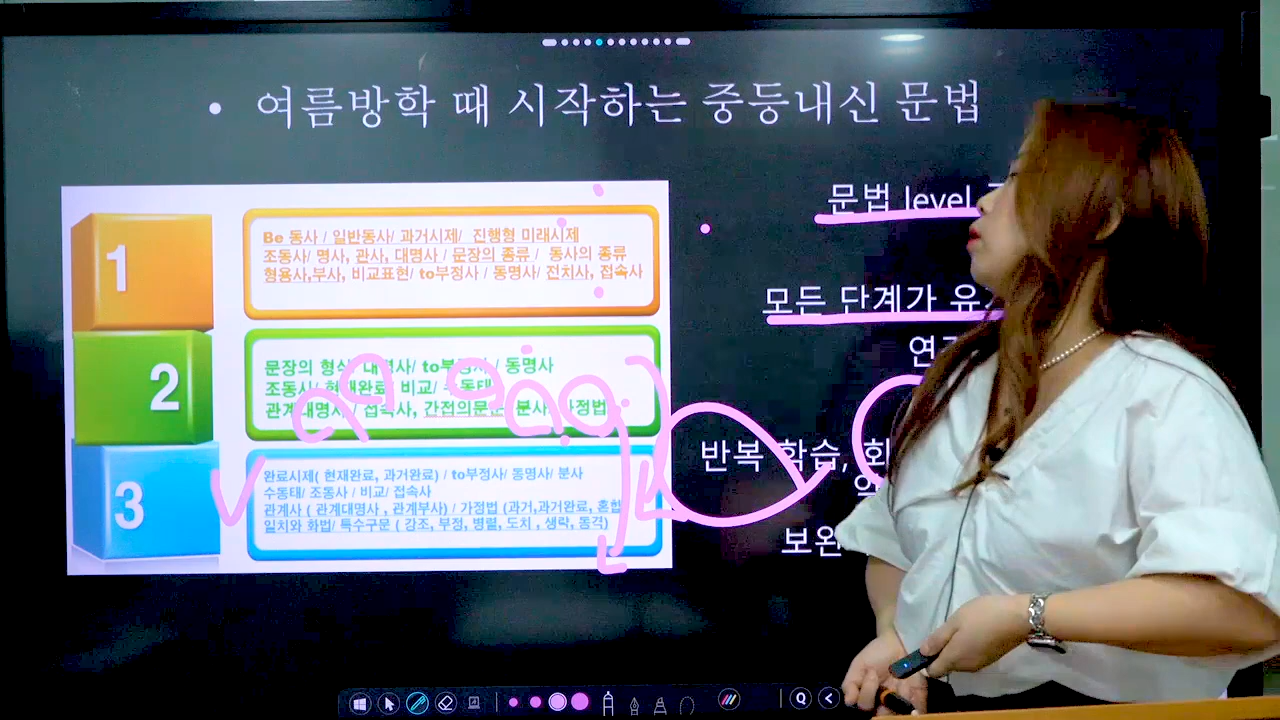 • 여름방학 때 시작하는 중등내신 문법
1
Be 동사 / 일반동사/ 과거시제/ 진행형 미래시제
조동사/ 명사, 관사, 대명사 / 문장의 종류 / 동사의 종류
형용사,부사, 비교표현/ to부정사 / 동명사/ 전치사, 접속사
2
문장의 형식/ 대명사/ to부정사 / 동명사
조동사/ 현재완료/ 비교/ 수동태
관계대명사 / 접속사, 간접의문문, 분사, 가정법
3
완료시제( 현재완료, 과거완료) / to부정사/ 동명사/ 분사
수동태/ 조동사 / 비교/ 접속사
관계사 ( 관계대명사 , 관계부사) / 가정법 (과거,과거완료, 혼합
일치와 화법/ 특수구문 ( 강조, 부정, 병렬, 도치 , 생략, 동격)
문법 level
모든 단계가
반복 학습,
보완